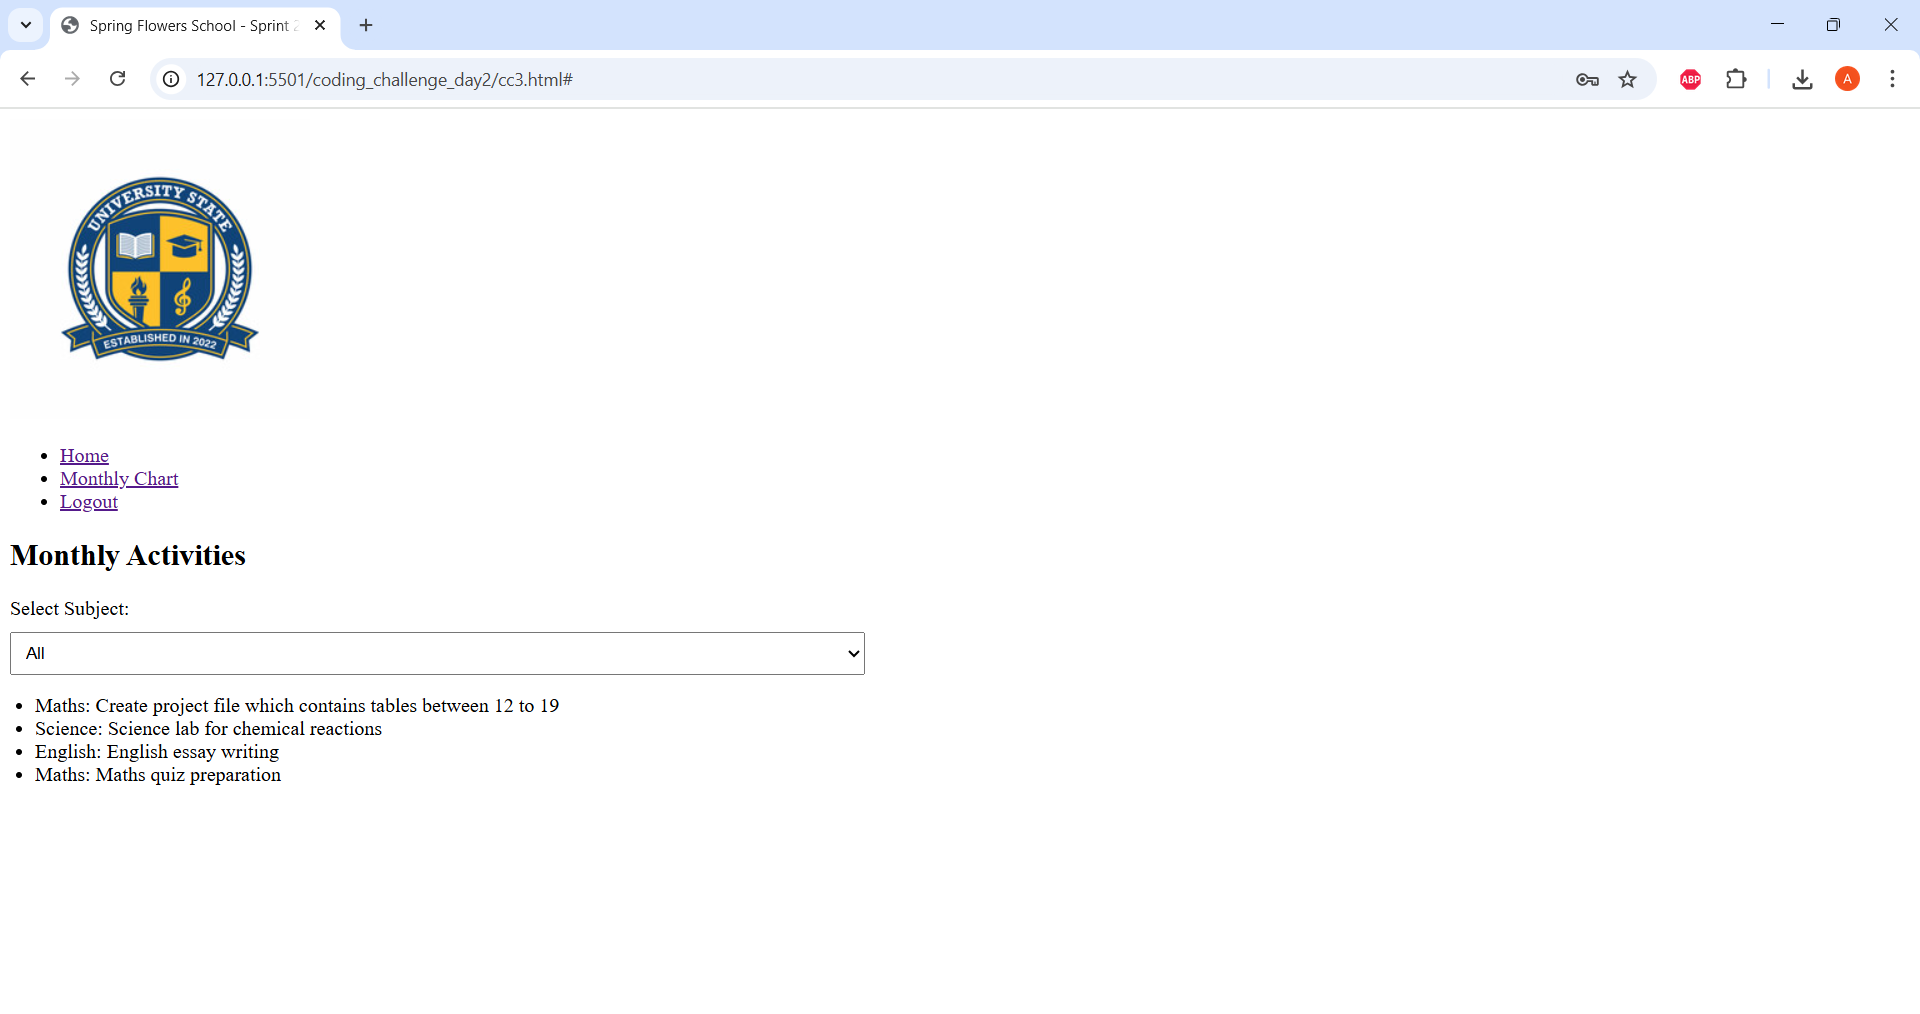 Spring Flowers School - Sprint 2
127.0.0.1:5501/coding_challenge_day2/cc3.html#
ABP
A
UNIVERSITY STATE
ESTABLISHED IN 2022
Home
Monthly Chart
Logout
Monthly Activities
Select Subject:
All
Maths: Create project file which contains tables between 12 to 19
Science: Science lab for chemical reactions
English: English essay writing
Maths: Maths quiz preparation